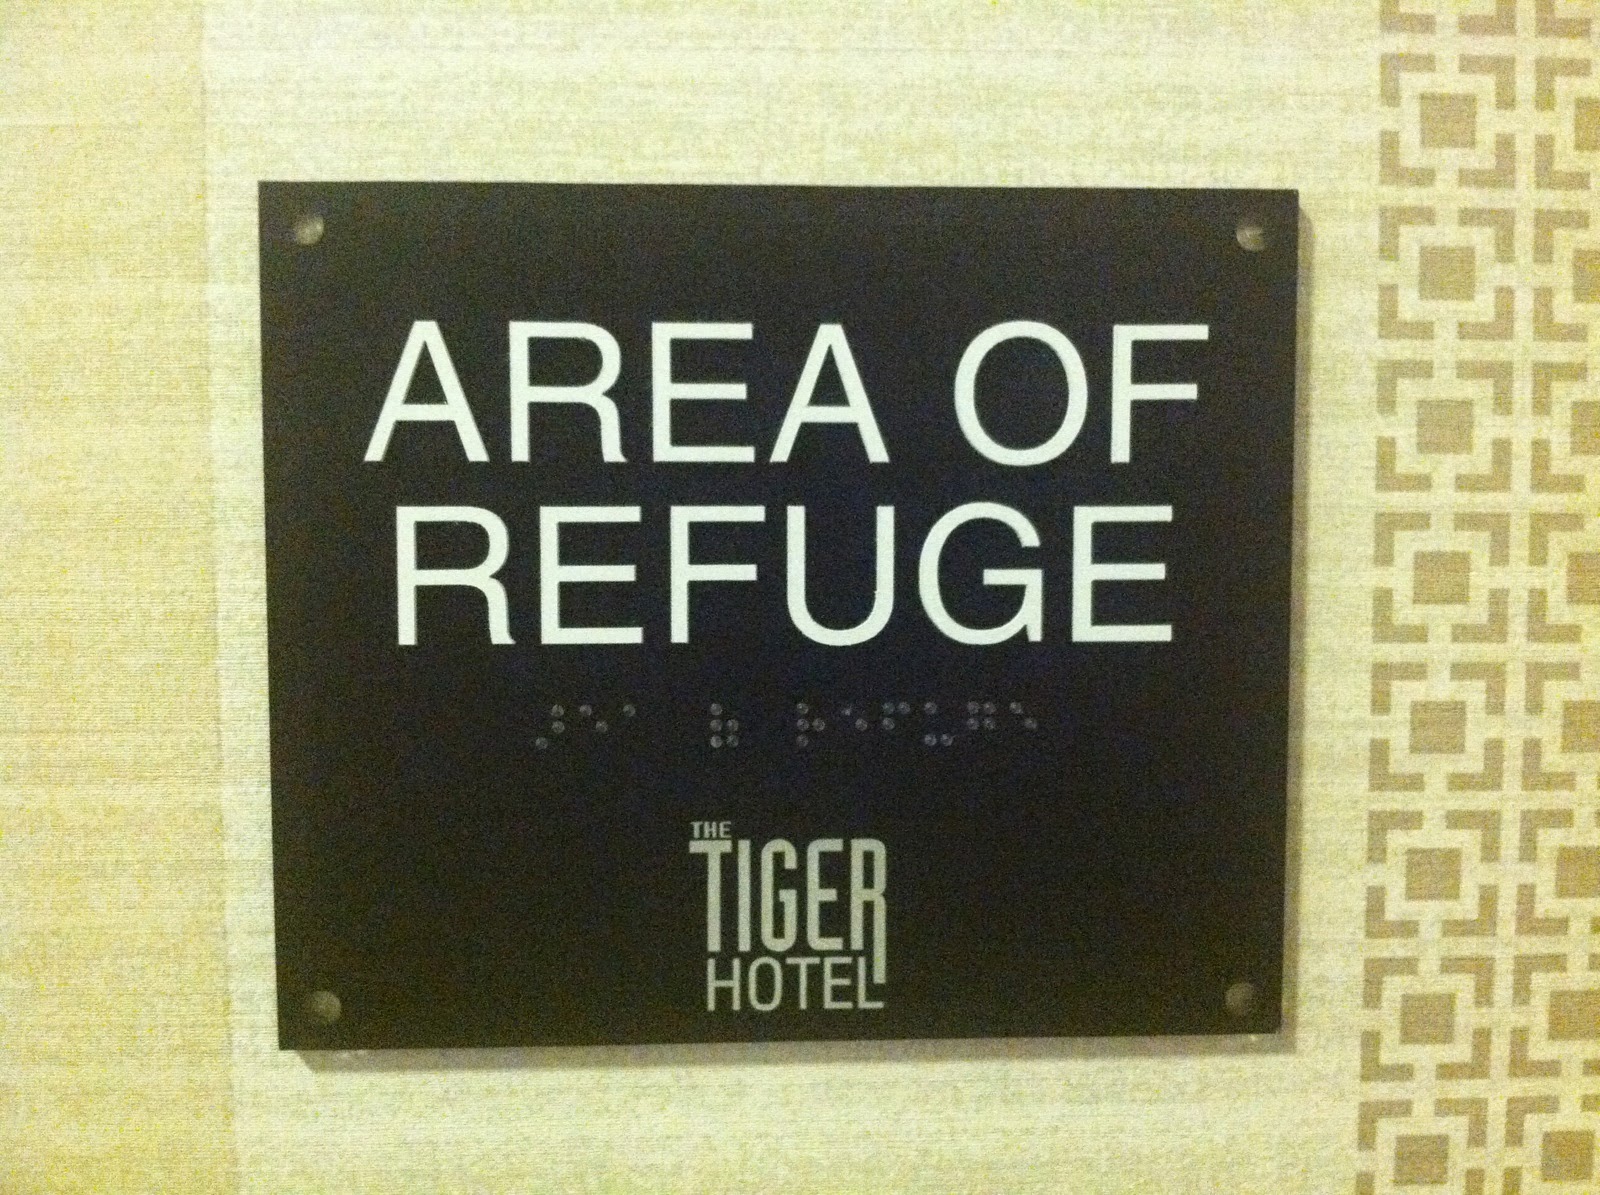 AREA OF
REFUGE
THE
TIGER
HOTEL